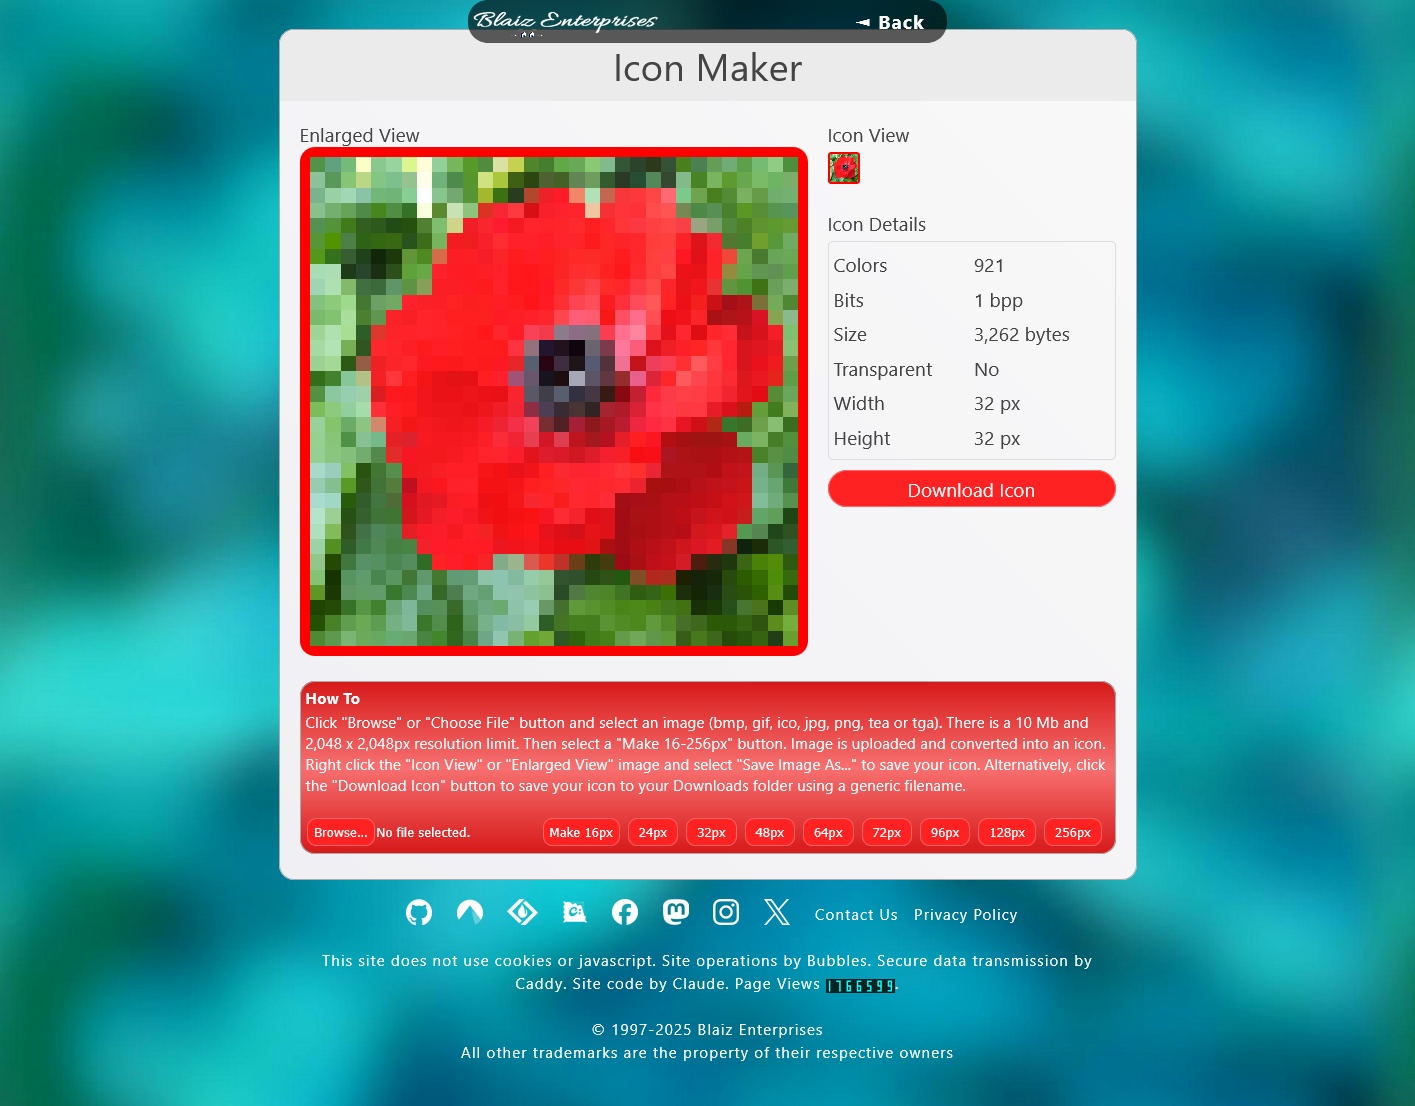 Blaiz Enterprises
◄ Back
Icon Maker
Enlarged View
Icon View
Icon Details
Colors 921
Bits 1 bpp
Size 3,262 bytes
Transparent No
Width 32 px
Height 32 px
Download Icon
How To
Click "Browse" or "Choose File" button and select an image (bmp, gif, ico, jpg, png, tea or tga). There is a 10 Mb and
2,048 x 2,048px resolution limit. Then select a "Make 16-256px" button. Image is uploaded and converted into an icon.
Right click the "Icon View" or "Enlarged View" image and select "Save Image As..." to save your icon. Alternatively, click
the "Download Icon" button to save your icon to your Downloads folder using a generic filename.
Browse... No file selected. Make 16px 24px 32px 48px 64px 72px 96px 128px 256px
Contact Us Privacy Policy
This site does not use cookies or javascript. Site operations by Bubbles. Secure data transmission by
Caddy. Site code by Claude. Page Views 1766599.
© 1997-2025 Blaiz Enterprises
All other trademarks are the property of their respective owners